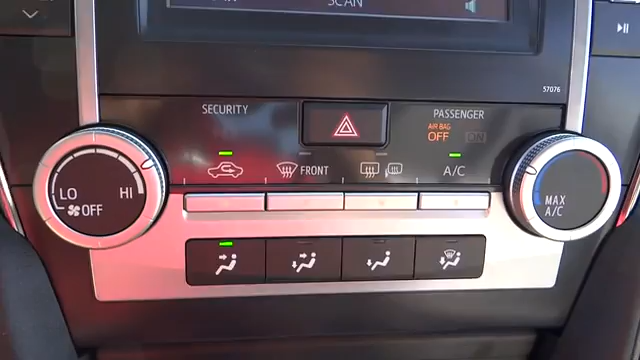 SCAN
57076
SECURITY
PASSENGER
AIR BAG
OFF
ON
FRONT
A/C
LO
HI
OFF
MAX
A/C